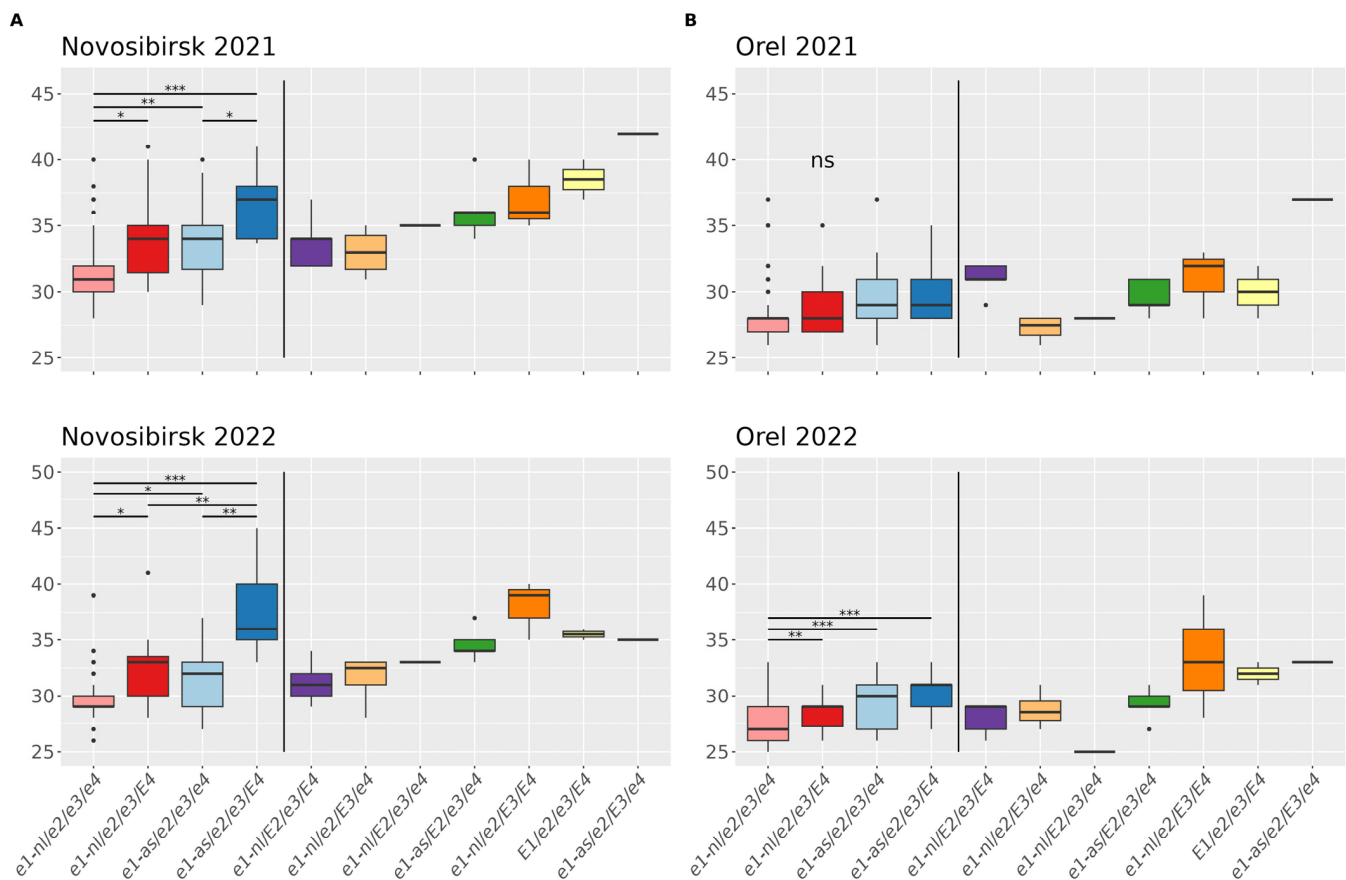 A
Novosibirsk 2021
45
40
35
30
25
***
**
*
*
B
Orel 2021
45
40
35
30
25
ns
Novosibirsk 2022
50
45
40
35
30
25
***
*
**
*
**
e1-nl/e2/e3/e4
e1-nl/e2/e3/E4
e1-as/e2/e3/e4
e1-as/e2/e3/E4
e1-nl/E2/e3/E4
e1-nl/e2/E3/e4
e1-nl/E2/e3/e4
e1-as/E2/e3/e4
e1-nl/e2/E3/E4
E1/e2/e3/E4
e1-as/e2/E3/e4
Orel 2022
50
45
40
35
30
25
***
***
**
e1-nl/e2/e3/e4
e1-nl/e2/e3/E4
e1-as/e2/e3/e4
e1-as/e2/e3/E4
e1-nl/E2/e3/E4
e1-nl/e2/E3/e4
e1-nl/E2/e3/e4
e1-as/E2/e3/e4
e1-nl/e2/E3/E4
E1/e2/e3/E4
e1-as/e2/E3/e4